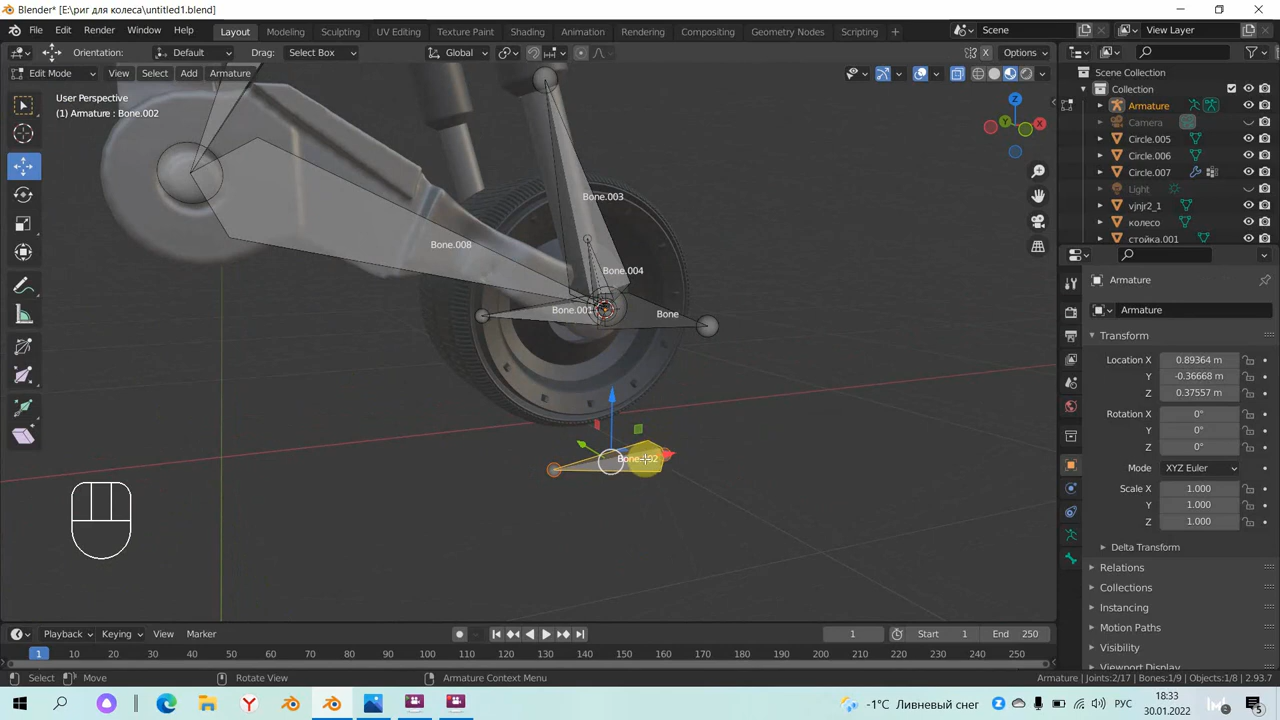 Blender* [E:\риг для колеса\untitled1.blend]
File Edit Render Window Help Layout Modeling Sculpting UV Editing Texture Paint Shading Animation Rendering Compositing Geometry Nodes Scripting + Scene View Layer
Orientation: Default Drag: Select Box Global X Options
Edit Mode View Select Add Armature
User Perspective
(1) Armature : Bone.002
Bone.003
Bone.008
Bone.004
Bone.001
Bone
Z
X
Y
Scene Collection
Collection
Armature
Camera
Circle.005
Circle.006
Circle.007
Light
vjnjr2_1
колесо
стойка.001
Armature
Armature
Transform
Location X 0.89364 m
Y -0.36668 m
Z 0.37557 m
Rotation X 0°
Y 0°
Z 0°
Mode XYZ Euler
Scale X 1.000
Y 1.000
Z 1.000
Delta Transform
Relations
Collections
Instancing
Motion Paths
Visibility
Viewport Display
Playback Keying View Marker 1 Start 1 End 250
1 10 20 30 40 50 60 70 80 90 100 110 120 130 140 150 160 170 180 190 200 210 220 230 240 250
Select Move Rotate View Armature Context Menu Armature | Joints:2/17 | Bones:1/9 | Objects:1/8 | 2.93.7
-1°C Ливневый снег РУС 18:33
30.01.2022 5